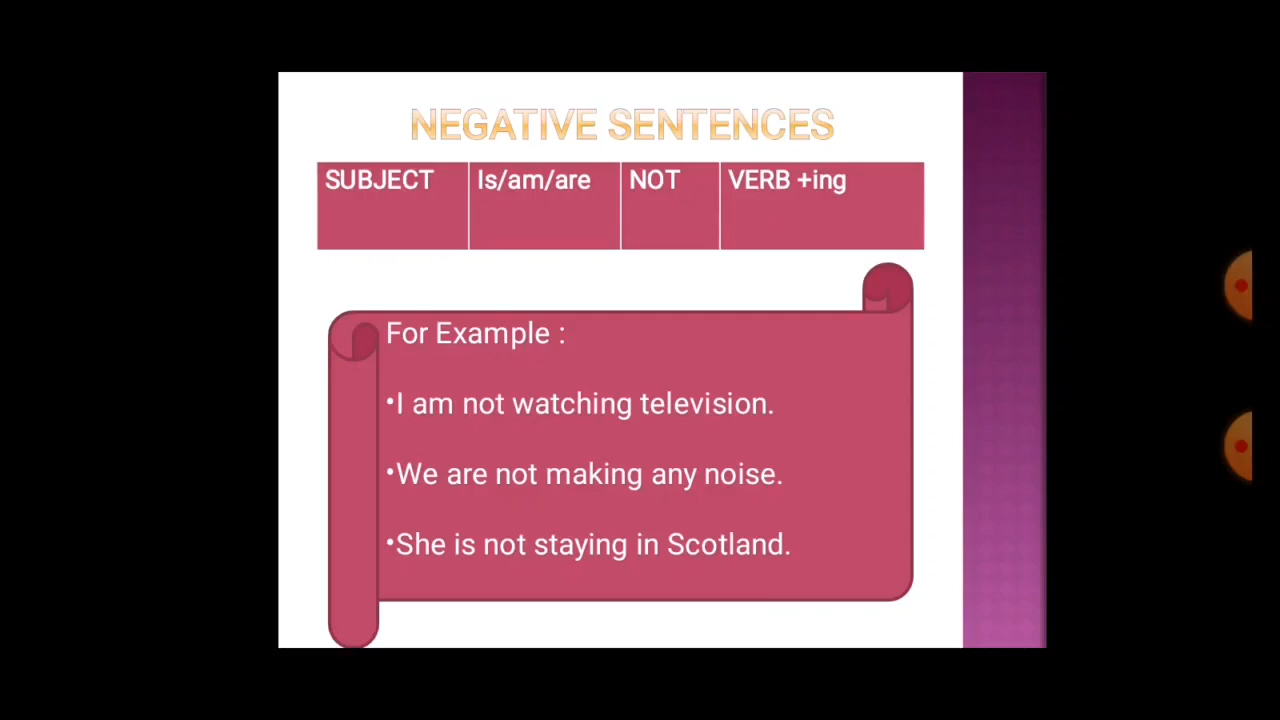 NEGATIVE SENTENCES
SUBJECT Is/am/are NOT VERB +ing
For Example :
•I am not watching television.
•We are not making any noise.
•She is not staying in Scotland.